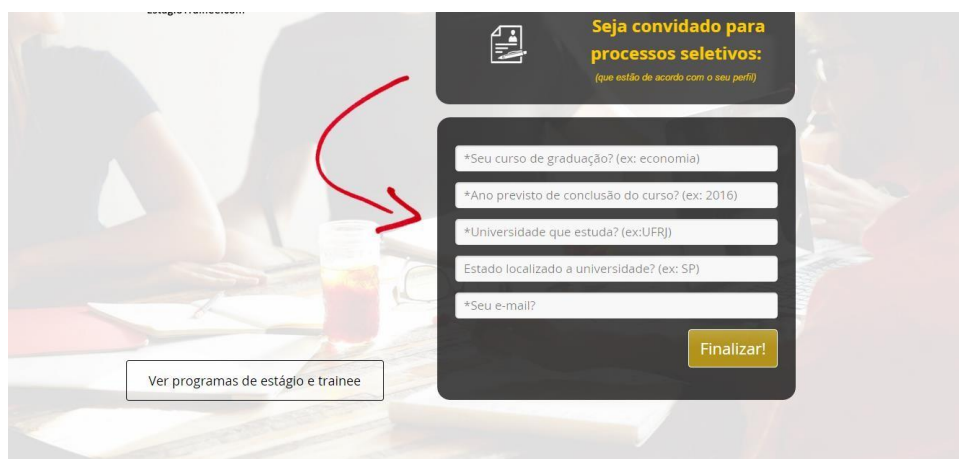 EstágioTrainee.com
Seja convidado para
processos seletivos:
(que estão de acordo com o seu perfil)
*Seu curso de graduação? (ex: economia)
*Ano previsto de conclusão do curso? (ex: 2016)
*Universidade que estuda? (ex:UFRJ)
Estado localizado a universidade? (ex: SP)
*Seu e-mail?
Finalizar!
Ver programas de estágio e trainee